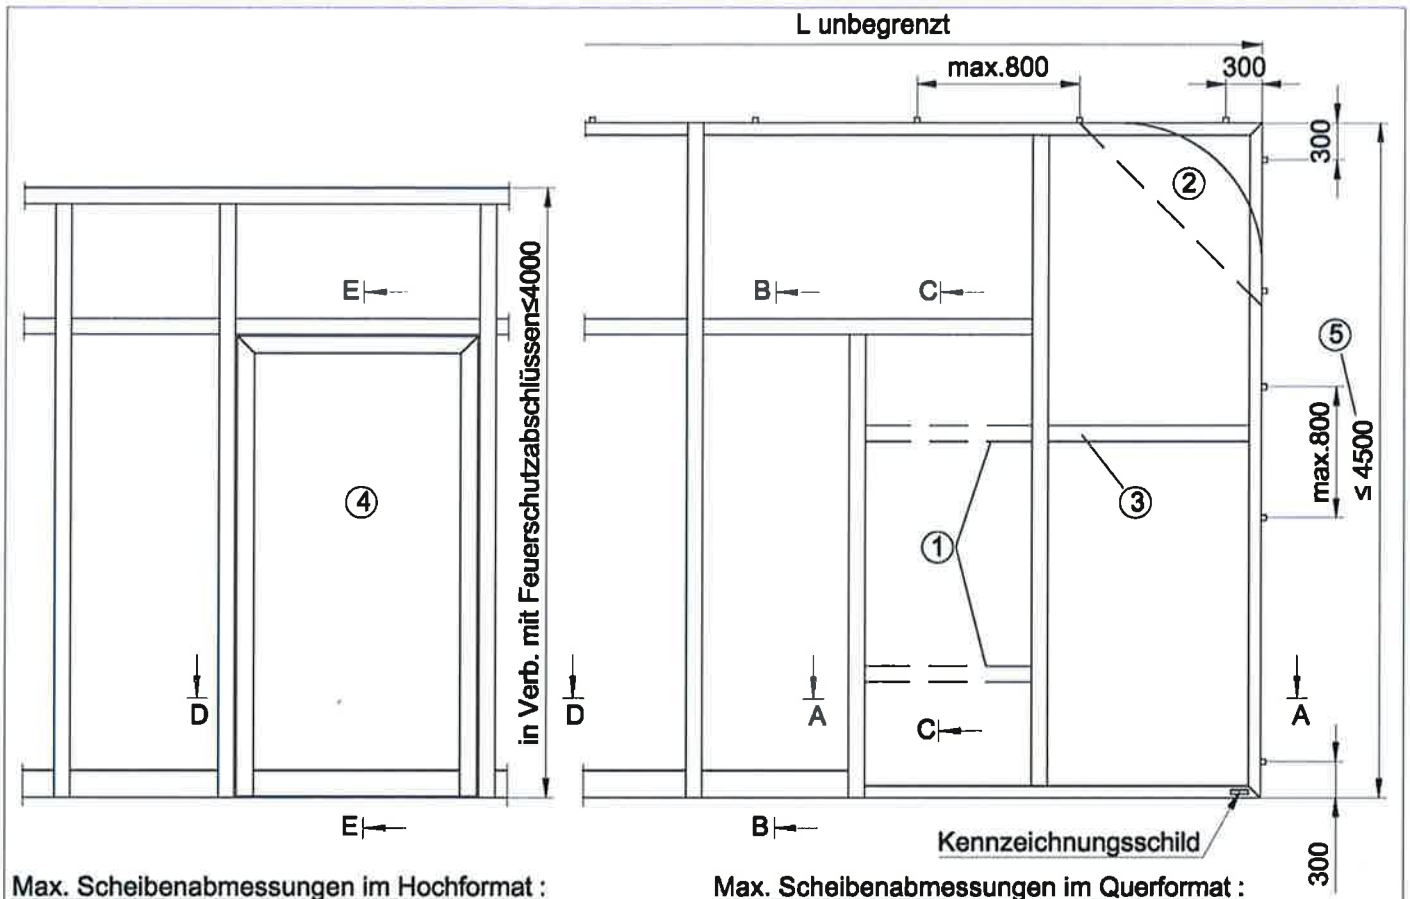 L unbegrenzt
max.800
300
300
②
in Verb. mit Feuerschutzabschlüssen≤4000
E
B
C
⑤
max.800
≤ 4500
④
③
①
D
D
A
A
C
E
B
Kennzeichnungsschild
300
Max. Scheibenabmessungen im Hochformat :
Max. Scheibenabmessungen im Querformat :